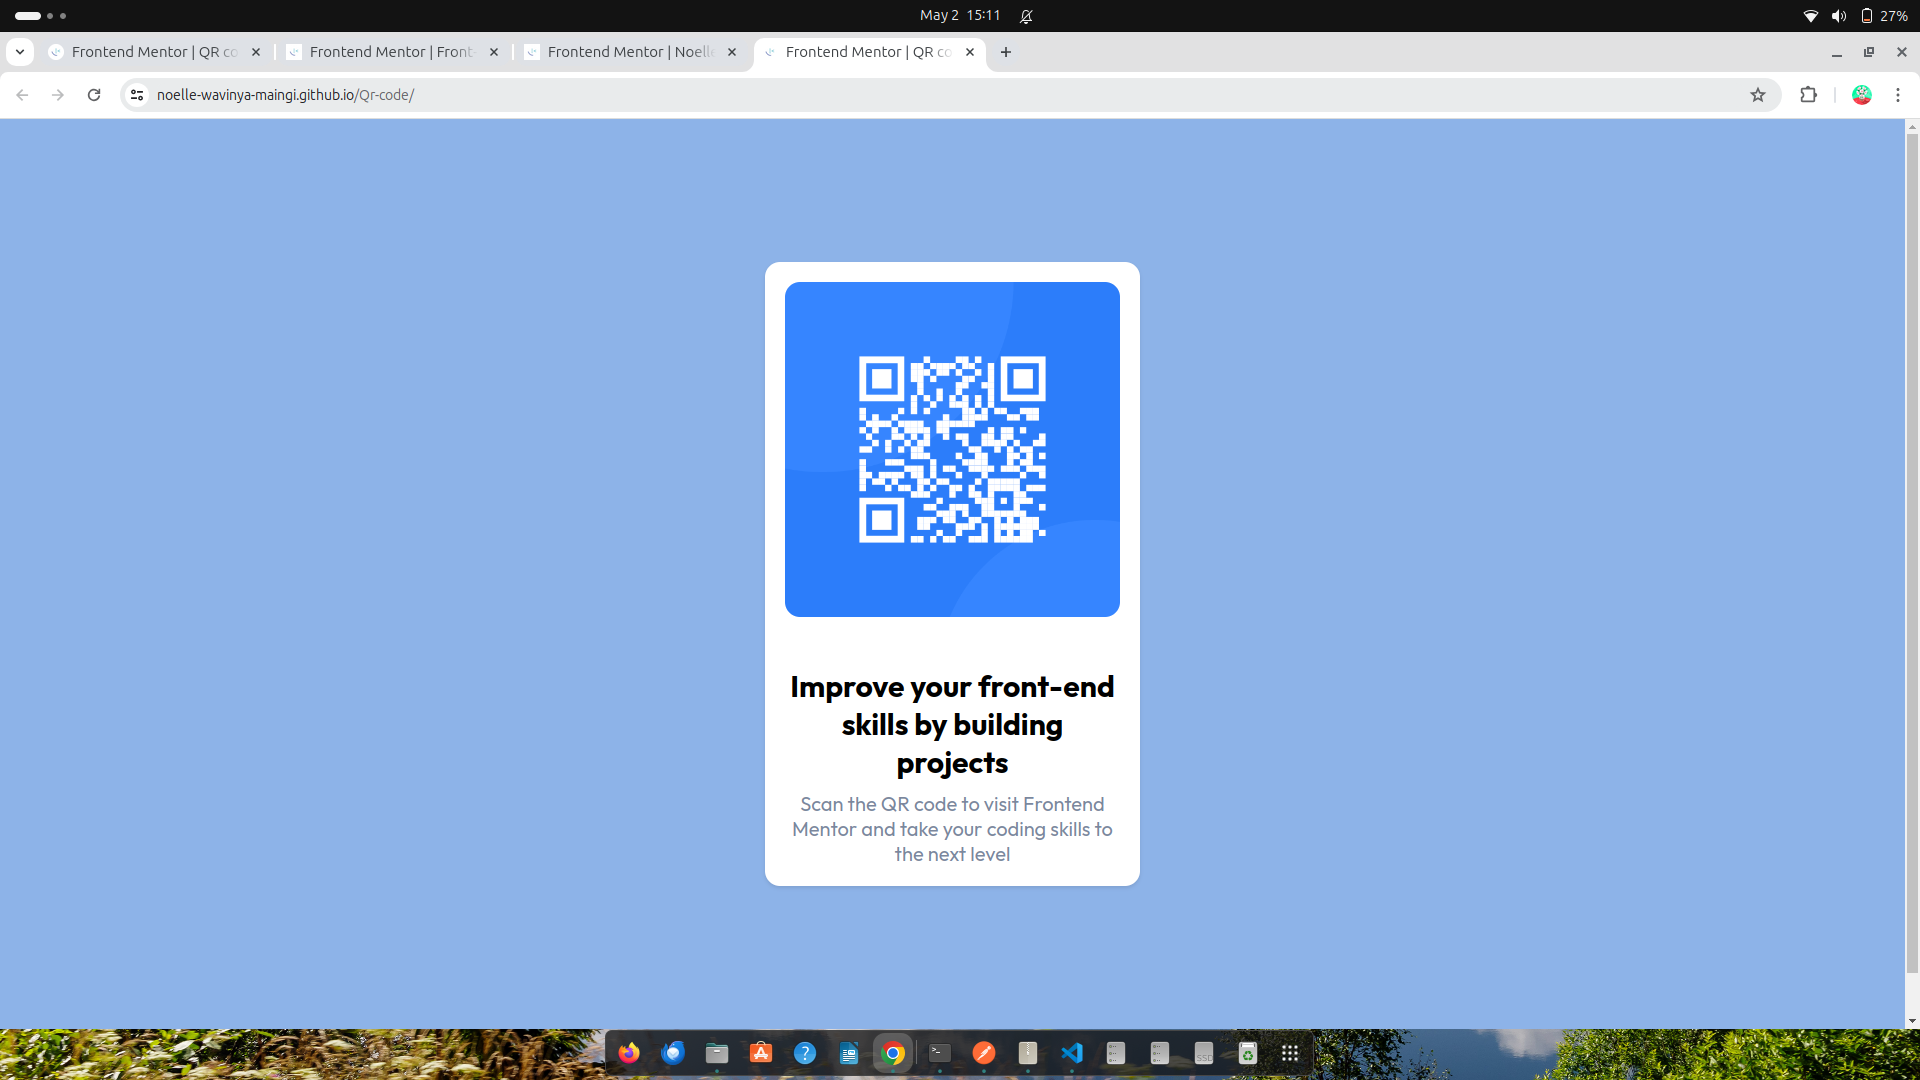 May 2 15:11
27%
Frontend Mentor | QR co
Frontend Mentor | Front-
Frontend Mentor | Noelle
Frontend Mentor | QR co
noelle-wavinya-maingi.github.io/Qr-code/
Improve your front-end
skills by building
projects
Scan the QR code to visit Frontend
Mentor and take your coding skills to
the next level
SSD